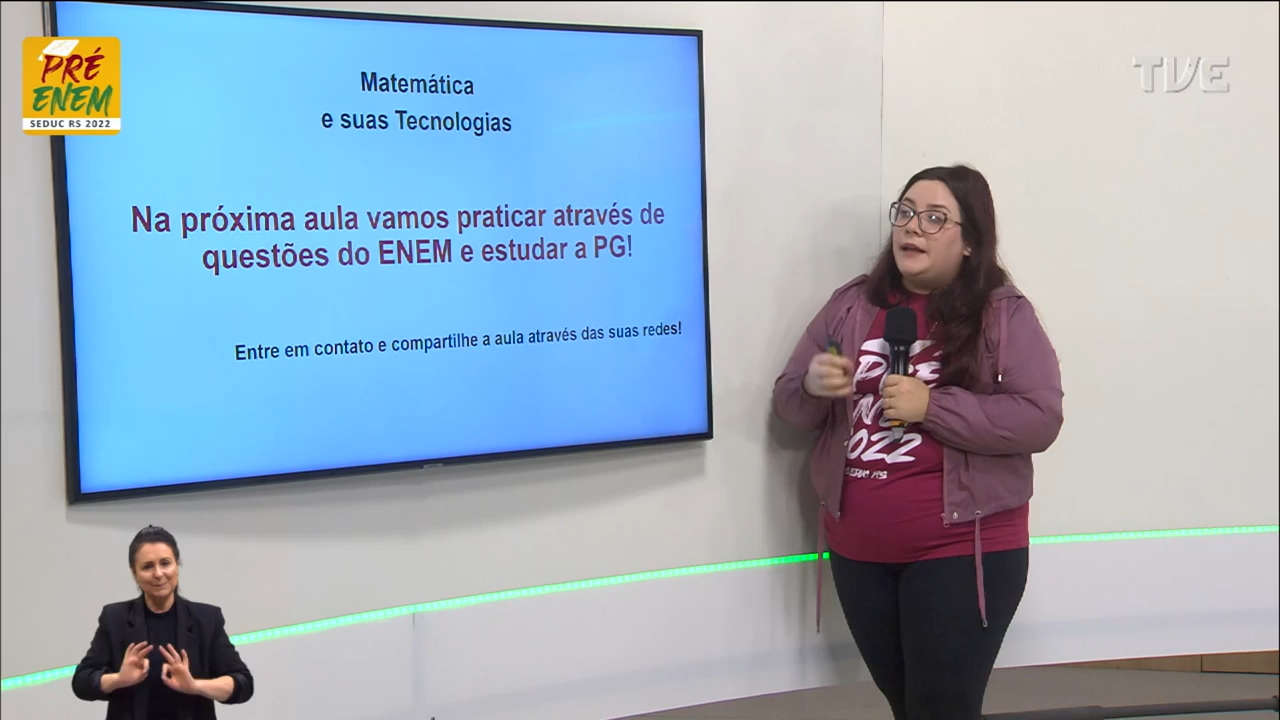 PRÉ
ENEM
SEDUC RS 2022
TVE
Matemática
e suas Tecnologias
Na próxima aula vamos praticar através de
questões do ENEM e estudar a PG!
Entre em contato e compartilhe a aula através das suas redes!
2022